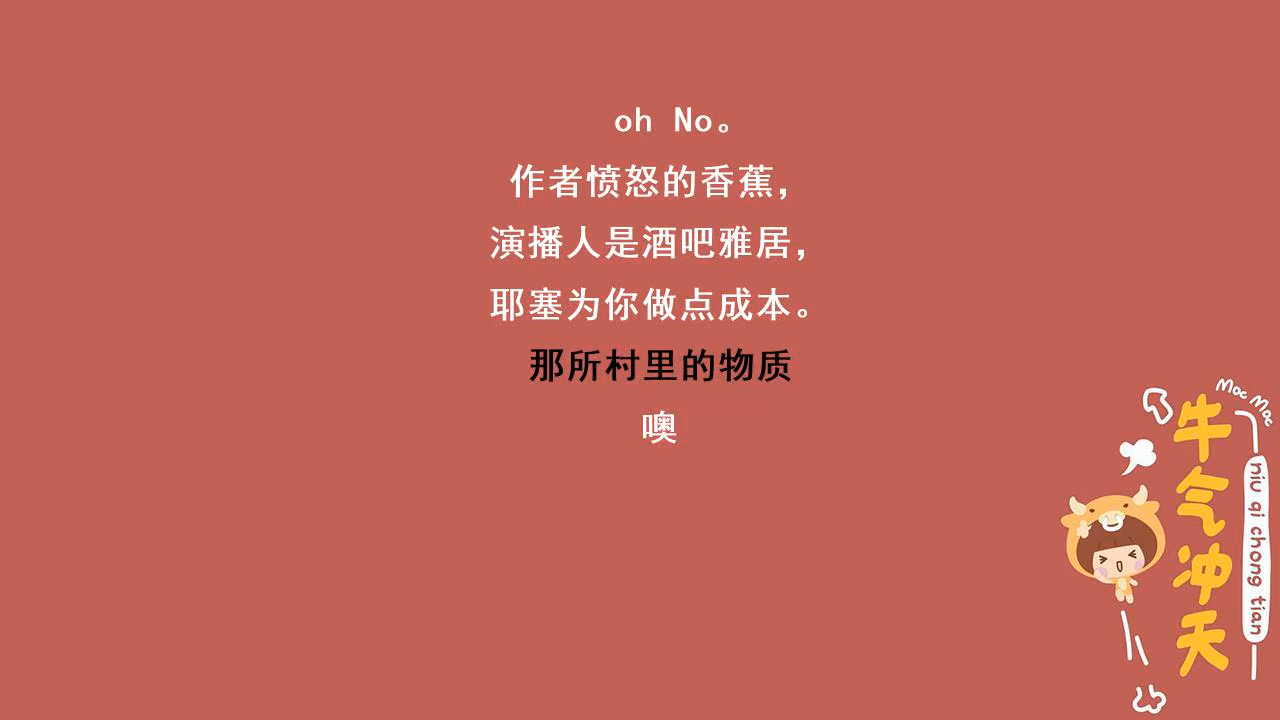 oh No。
作者愤怒的香蕉，
演播人是酒吧雅居，
耶塞为你做点成本。
那所村里的物质
噢
Moc Moc
牛气冲天
niu qi chong tian